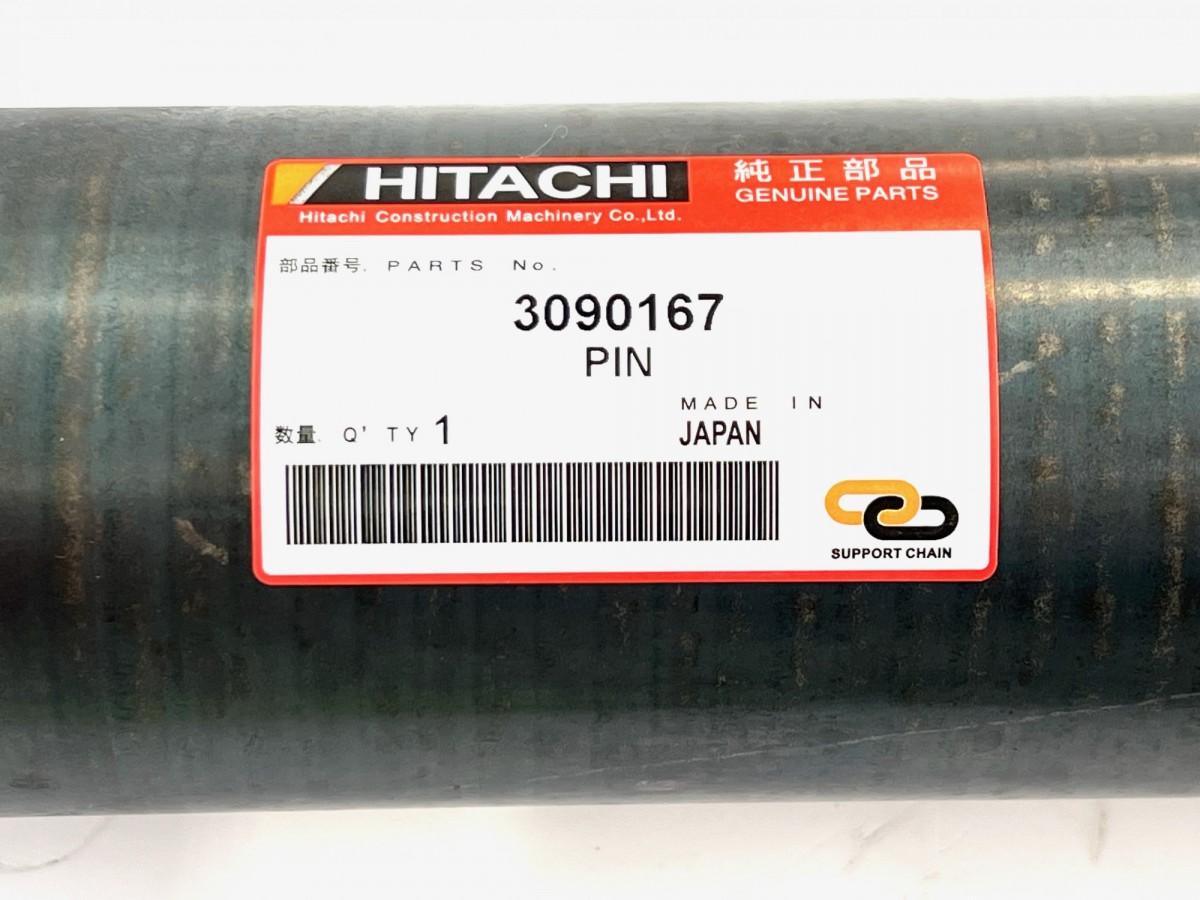 HITACHI
Hitachi Construction Machinery Co.,Ltd.
純正部品
GENUINE PARTS
部品番号. PARTS No.
3090167
PIN
MADE IN
JAPAN
数量. Q'TY 1
SUPPORT CHAIN